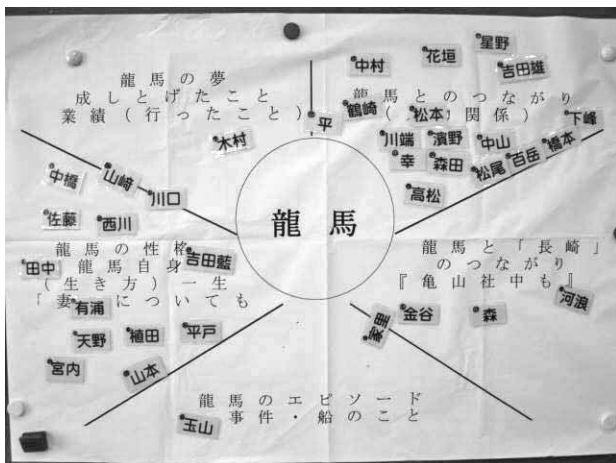 龍馬の夢
成しとげたこと
業績(行ったこと)
木村
平
龍馬とのつながり
関係)
中村
花垣
星野
吉田雄
鶴崎
松本
下峰
川端
濱野
中山
橋本
幸
森田
松尾
百岳
高松
龍馬
中橋
山崎
川口
佐藤
西川
龍馬の性格
龍馬自身
(生き方)一生
「妻 についても
吉田藍
田中
有浦
天野
植田
平戸
宮内
山本
龍馬と「長崎」
のつながり
『亀山社中も』
河浪
金谷
森
龍馬のエピソード
事件・船のこと
玉山